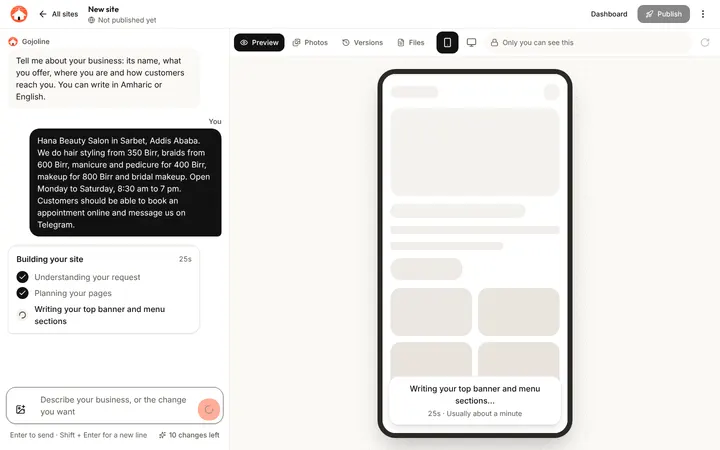 All sites
New site
Not published yet
Dashboard
Publish
Gojoline
Tell me about your business: its name, what
you offer, where you are and how customers
reach you. You can write in Amharic or
English.
You
Hana Beauty Salon in Sarbet, Addis Ababa.
We do hair styling from 350 Birr, braids from
600 Birr, manicure and pedicure for 400 Birr,
makeup for 800 Birr and bridal makeup. Open
Monday to Saturday, 8:30 am to 7 pm.
Customers should be able to book an
appointment online and message us on
Telegram.
Building your site
25s
Understanding your request
Planning your pages
Writing your top banner and menu
sections
Describe your business, or the change
you want
Enter to send · Shift + Enter for a new line
10 changes left
Preview
Photos
Versions
Files
Only you can see this
Writing your top banner and menu
sections...
25s · Usually about a minute